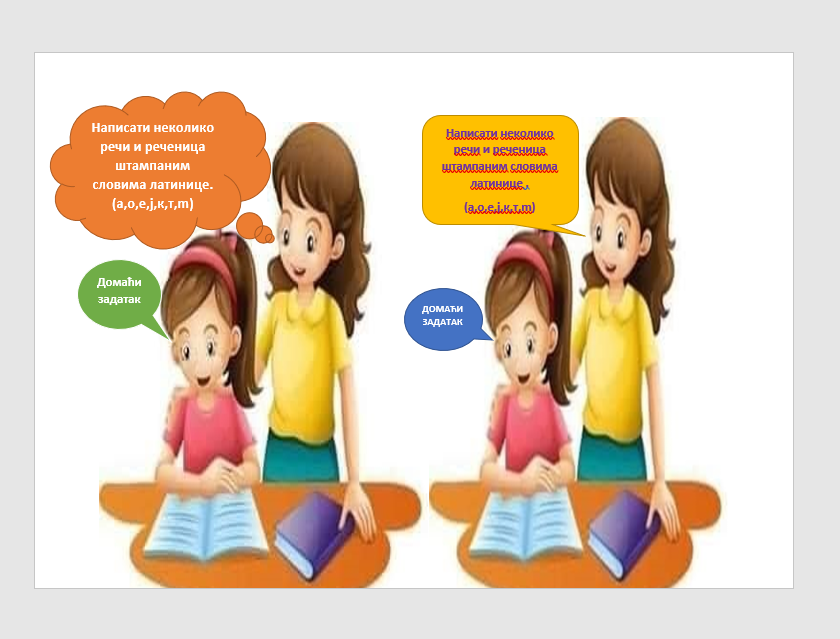 Написати неколико
речи и реченица
штампаним
словима латинице.
(а,о,е,ј,к,т,m)
Домаћи
задатак
Написати неколико
речи и реченица
штампаним словима
латинице .
(а,о,е,ј,к,т,m)
ДОМАЋИ
ЗАДАТАК